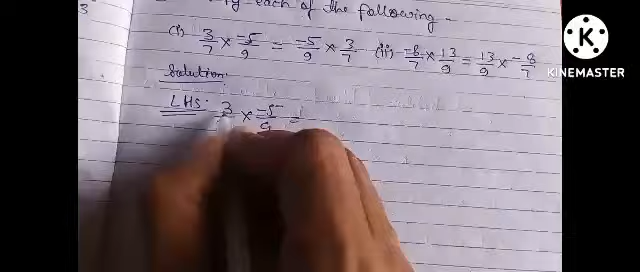 each of the following -
(i) 3/7 × -5/9 = -5/9 × 3/7 (ii) -8/7 × 13/9 = 13/9 × -8/7
Solution.
LHS. 3 × -5/9 =
3
KINEMASTER